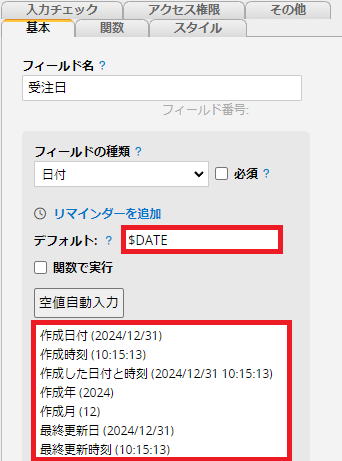 入力チェック アクセス権限 その他
基本 関数 スタイル
フィールド名 ?
受注日
フィールド番号:
フィールドの種類 ?
日付 必須 ?
リマインダーを追加
デフォルト: ? $DATE
関数で実行
空値自動入力
作成日付 (2024/12/31)
作成時刻 (10:15:13)
作成した日付と時刻 (2024/12/31 10:15:13)
作成年 (2024)
作成月 (12)
最終更新日 (2024/12/31)
最終更新時刻 (10:15:13)